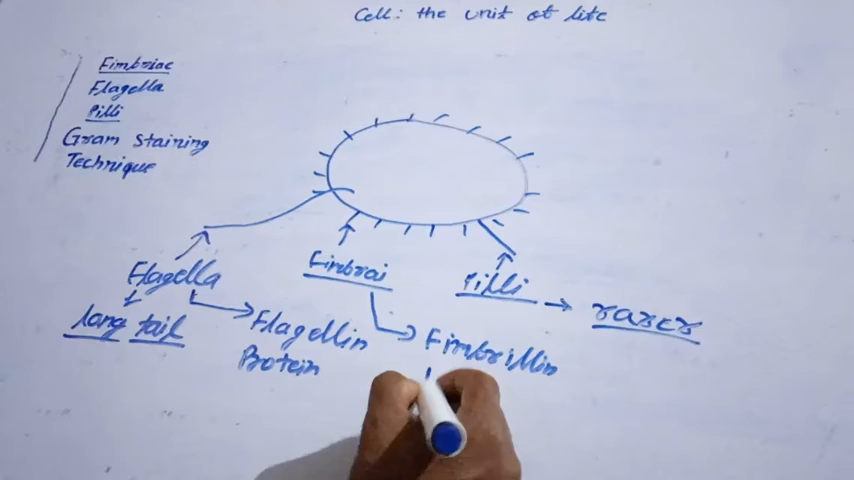 Cell: the unit of life
Fimbriae
Flagella
Pilli
Gram Staining
Technique
Flagella
long tail
Flagellin
Protein
Fimbrai
Fimbrillin
Pilli → rarer